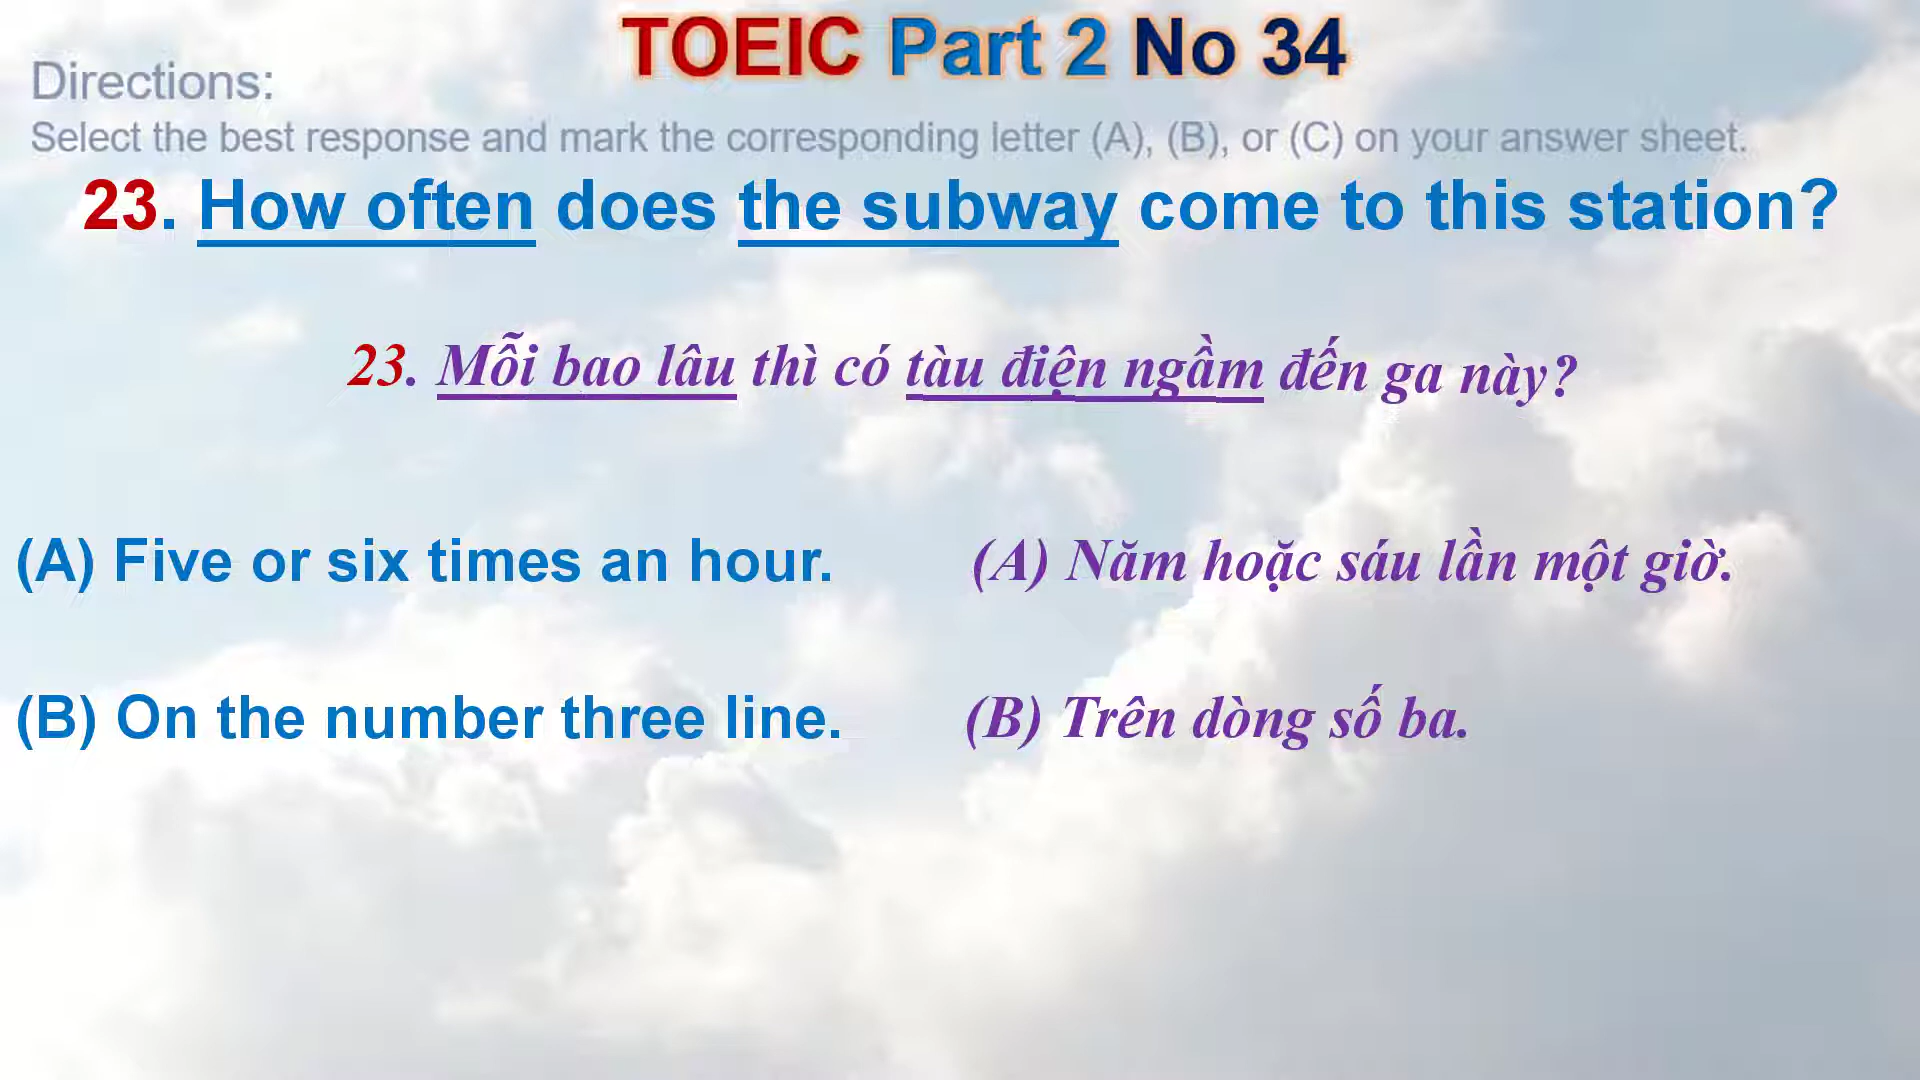 TOEIC Part 2 No 34
Directions:
Select the best response and mark the corresponding letter (A), (B), or (C) on your answer sheet.
23. How often does the subway come to this station?
23. Mỗi bao lâu thì có tàu điện ngầm đến ga này?
(A) Five or six times an hour. (A) Năm hoặc sáu lần một giờ.
(B) On the number three line. (B) Trên dòng số ba.